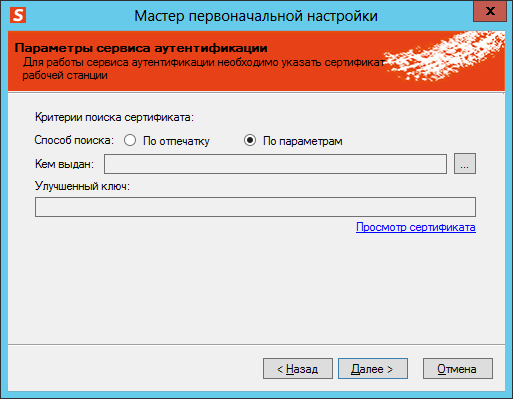 S
Мастер первоначальной настройки
x
Параметры сервиса аутентификации
Для работы сервиса аутентификации необходимо указать сертификат
рабочей станции
Критерии поиска сертификата:
Способ поиска: По отпечатку По параметрам
Кем выдан: ...
Улучшенный ключ:
Просмотр сертификата
< Назад Далее > Отмена